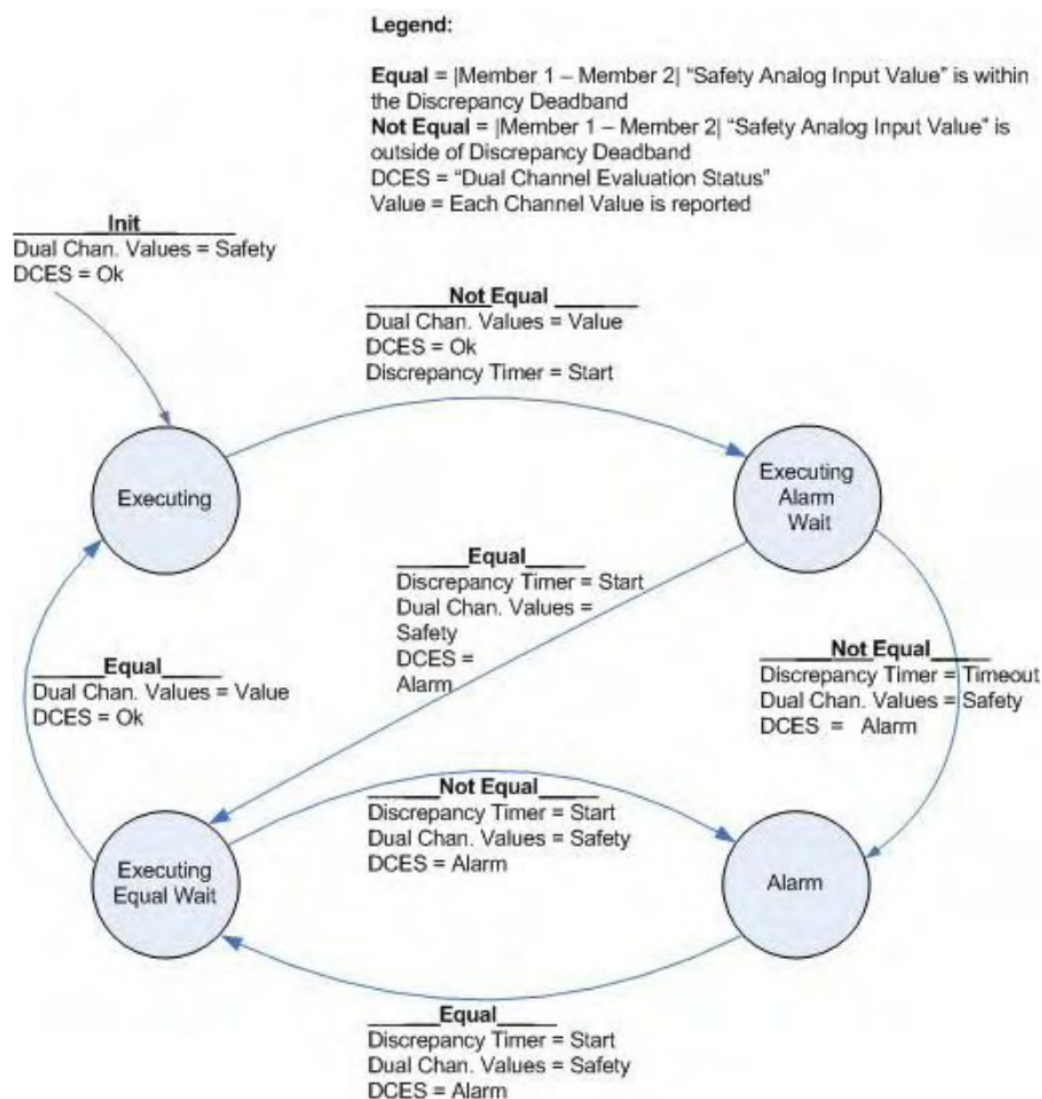 Legend:
Equal = |Member 1 – Member 2| “Safety Analog Input Value” is within
the Discrepancy Deadband
Not Equal = |Member 1 – Member 2| “Safety Analog Input Value” is
outside of Discrepancy Deadband
DCES = “Dual Channel Evaluation Status”
Value = Each Channel Value is reported
Init
Dual Chan. Values = Safety
DCES = Ok
Not Equal
Dual Chan. Values = Value
DCES = Ok
Discrepancy Timer = Start
Executing
Executing
Alarm
Wait
Equal
Discrepancy Timer = Start
Dual Chan. Values =
Safety
DCES =
Alarm
Equal
Dual Chan. Values = Value
DCES = Ok
Not Equal
Discrepancy Timer = Timeout
Dual Chan. Values = Safety
DCES = Alarm
Not Equal
Discrepancy Timer = Start
Dual Chan. Values = Safety
DCES = Alarm
Executing
Equal Wait
Alarm
Equal
Discrepancy Timer = Start
Dual Chan. Values = Safety
DCES = Alarm